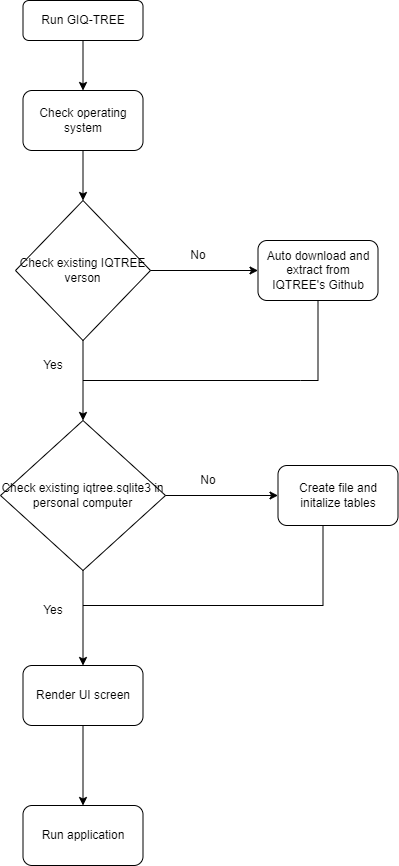 Run GIQ-TREE
Check operating
system
Check existing IQTREE
verson
No
Auto download and
extract from
IQTREE's Github
Yes
Check existing iqtree.sqlite3 in
personal computer
No
Create file and
initalize tables
Yes
Render UI screen
Run application